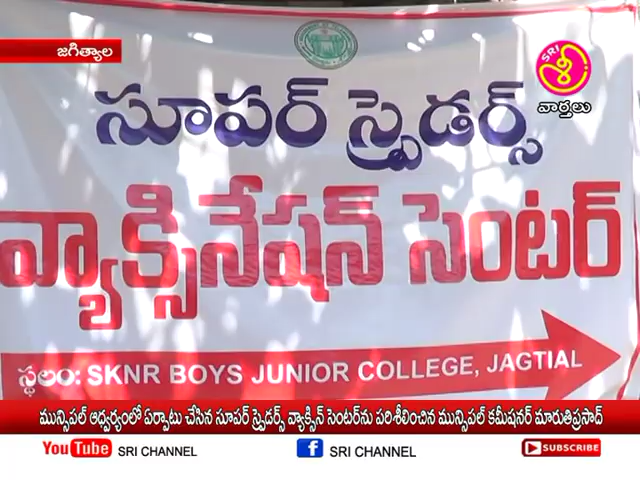 జగిత్యాల
SRI
శ్రీ
వార్తలు
సూపర్ స్ప్రెడర్స్
వ్యాక్సినేషన్ సెంటర్
స్థలం: SKNR BOYS JUNIOR COLLEGE, JAGTIAL
మున్సిపల్ ఆధ్వర్యంలో ఏర్పాటు చేసిన సూపర్ స్ప్రెడర్స్ వ్యాక్సిన్ సెంటర్‌ను పరిశీలించిన మున్సిపల్ కమీషనర్ మారుతిప్రసాద్
YouTube SRI CHANNEL f SRI CHANNEL SUBSCRIBE